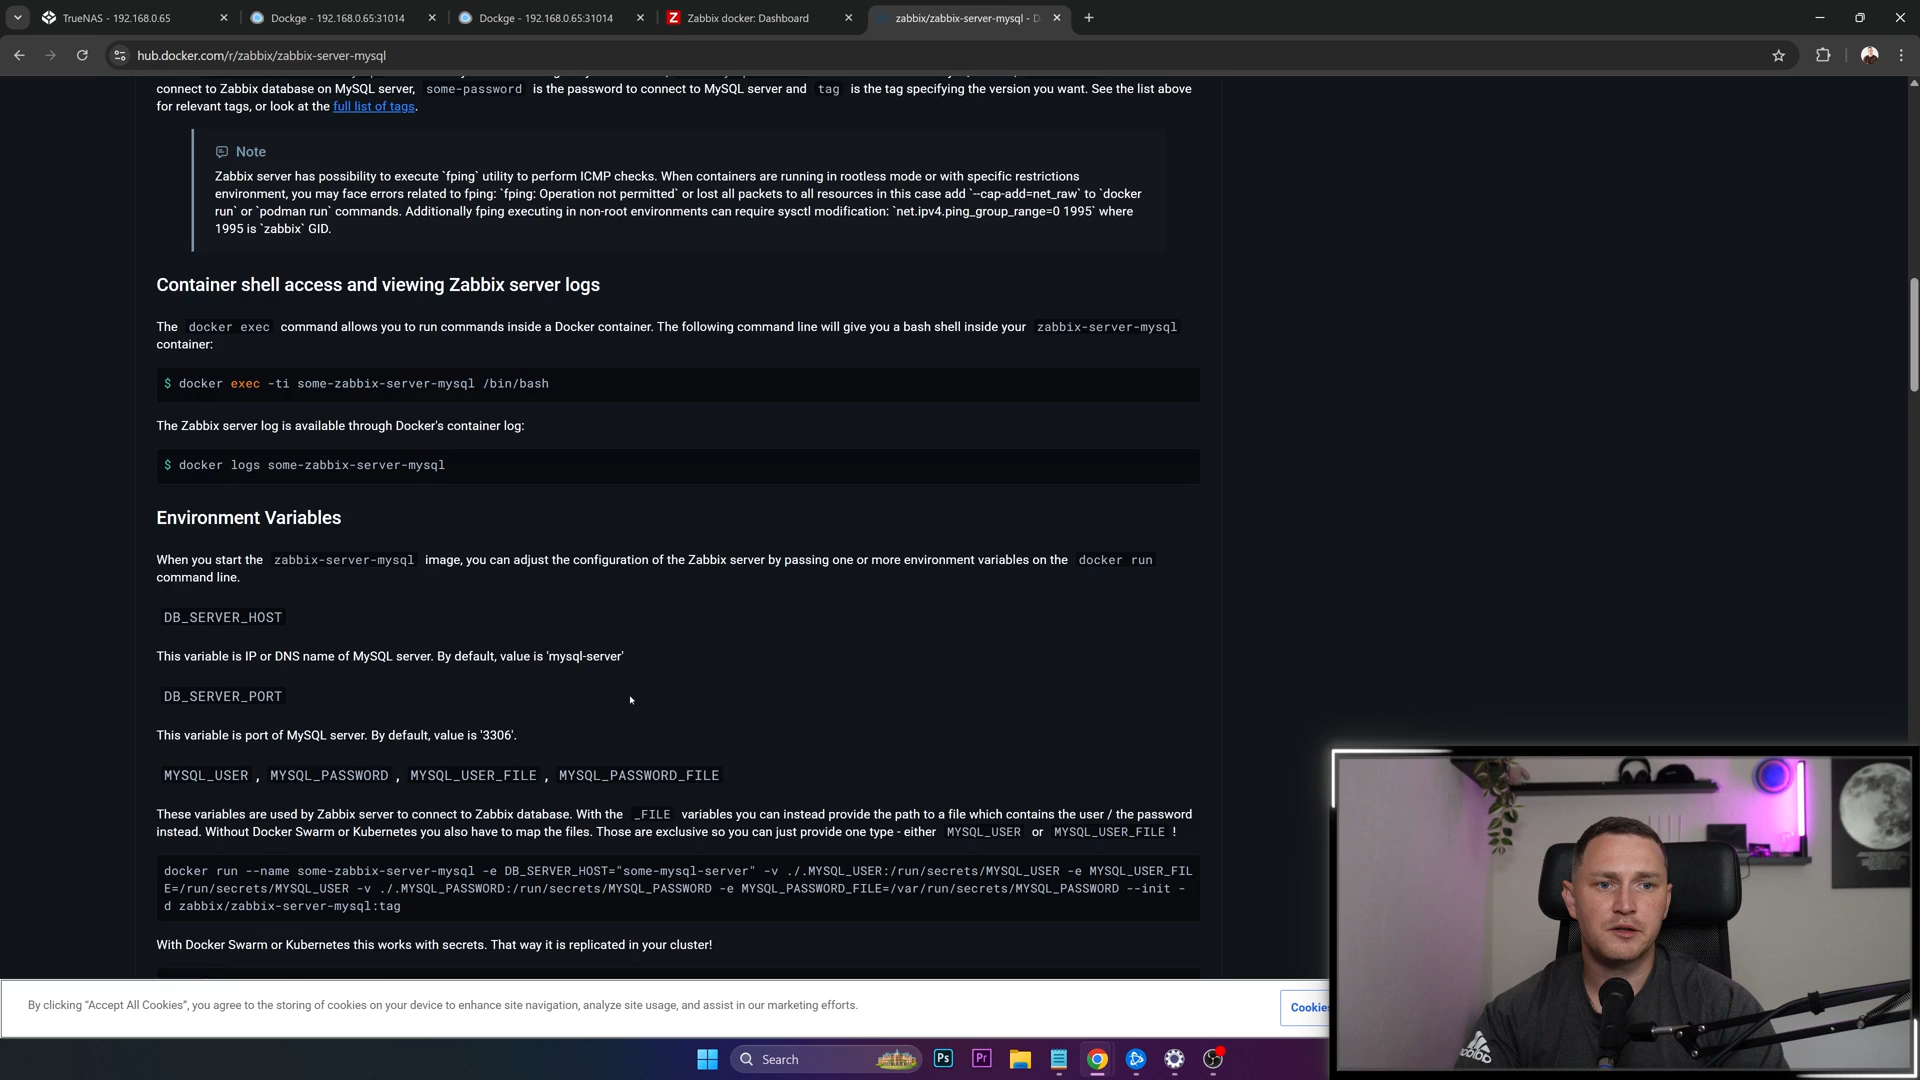 TrueNAS - 192.168.0.65
Dockge - 192.168.0.65:31014
Dockge - 192.168.0.65:31014
Z Zabbix docker: Dashboard
zabbix/zabbix-server-mysql - D
hub.docker.com/r/zabbix/zabbix-server-mysql
connect to Zabbix database on MySQL server, some-password is the password to connect to MySQL server and tag is the tag specifying the version you want. See the list above
for relevant tags, or look at the full list of tags.
Note
Zabbix server has possibility to execute `fping` utility to perform ICMP checks. When containers are running in rootless mode or with specific restrictions
environment, you may face errors related to fping: `fping: Operation not permitted` or lost all packets to all resources in this case add `--cap-add=net_raw` to `docker
run` or `podman run` commands. Additionally fping executing in non-root environments can require sysctl modification: `net.ipv4.ping_group_range=0 1995` where
1995 is `zabbix` GID.
Container shell access and viewing Zabbix server logs
The docker exec command allows you to run commands inside a Docker container. The following command line will give you a bash shell inside your zabbix-server-mysql
container:
$ docker exec -ti some-zabbix-server-mysql /bin/bash
The Zabbix server log is available through Docker's container log:
$ docker logs some-zabbix-server-mysql
Environment Variables
When you start the zabbix-server-mysql image, you can adjust the configuration of the Zabbix server by passing one or more environment variables on the docker run
command line.
DB_SERVER_HOST
This variable is IP or DNS name of MySQL server. By default, value is 'mysql-server'
DB_SERVER_PORT
This variable is port of MySQL server. By default, value is '3306'.
MYSQL_USER , MYSQL_PASSWORD , MYSQL_USER_FILE , MYSQL_PASSWORD_FILE
These variables are used by Zabbix server to connect to Zabbix database. With the _FILE variables you can instead provide the path to a file which contains the user / the password
instead. Without Docker Swarm or Kubernetes you also have to map the files. Those are exclusive so you can just provide one type - either MYSQL_USER or MYSQL_USER_FILE !
docker run --name some-zabbix-server-mysql -e DB_SERVER_HOST="some-mysql-server" -v ./.MYSQL_USER:/run/secrets/MYSQL_USER -e MYSQL_USER_FIL
E=/run/secrets/MYSQL_USER -v ./.MYSQL_PASSWORD:/run/secrets/MYSQL_PASSWORD -e MYSQL_PASSWORD_FILE=/var/run/secrets/MYSQL_PASSWORD --init -
d zabbix/zabbix-server-mysql:tag
With Docker Swarm or Kubernetes this works with secrets. That way it is replicated in your cluster!
By clicking “Accept All Cookies”, you agree to the storing of cookies on your device to enhance site navigation, analyze site usage, and assist in our marketing efforts.
Cookies
Search
Ps
Pr
adidas